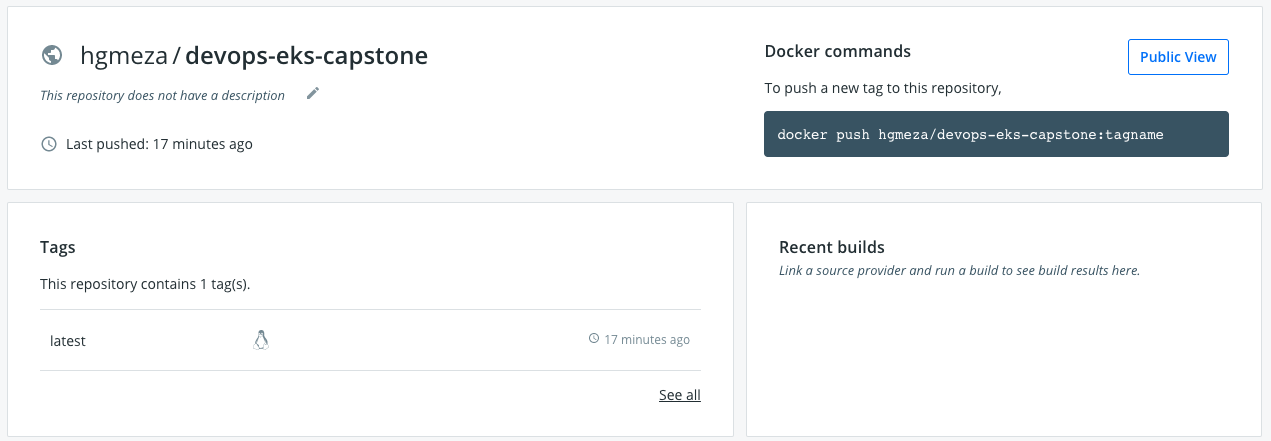 hgmeza / devops-eks-capstone
This repository does not have a description
Last pushed: 17 minutes ago
Docker commands
Public View
To push a new tag to this repository,
docker push hgmeza/devops-eks-capstone:tagname
Tags
This repository contains 1 tag(s).
latest
17 minutes ago
See all
Recent builds
Link a source provider and run a build to see build results here.